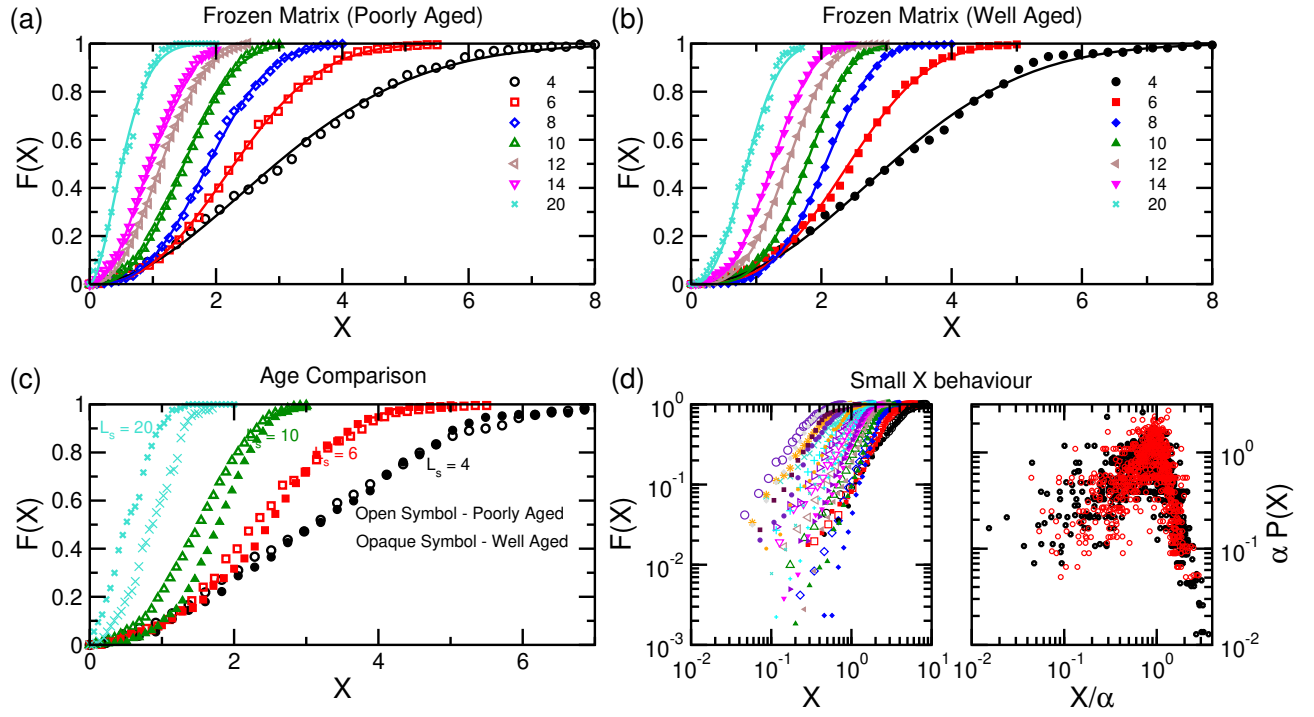 (a)
Frozen Matrix (Poorly Aged)
1
0.8
0.6
0.4
0.2
0
F(X)
0 2 4 6 8
X
4
6
8
10
12
14
20
(b)
Frozen Matrix (Well Aged)
1
0.8
0.6
0.4
0.2
0
F(X)
0 2 4 6 8
X
4
6
8
10
12
14
20
(c)
Age Comparison
1
0.8
0.6
0.4
0.2
0
F(X)
0 2 4 6
X
L_s = 20
L_s = 10
L_s = 6
L_s = 4
Open Symbol - Poorly Aged
Opaque Symbol - Well Aged
(d)
Small X behaviour
10^0
10^-1
10^-2
10^-3
F(X)
10^-2 10^-1 10^0 10^1
X
10^0
10^-1
10^-2
α P(X)
10^-2 10^-1 10^0
X/α